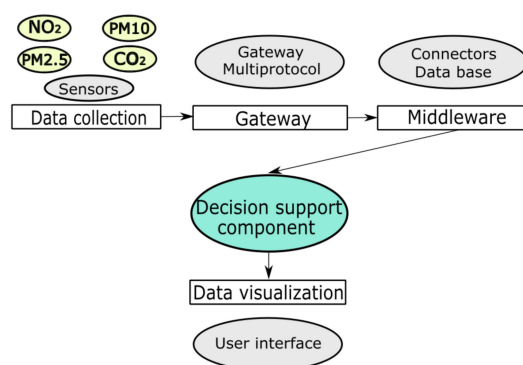 NO₂
PM10
PM2.5
CO₂
Sensors
Data collection
Gateway
Multiprotocol
Gateway
Connectors
Data base
Middleware
Decision support
component
Data visualization
User interface